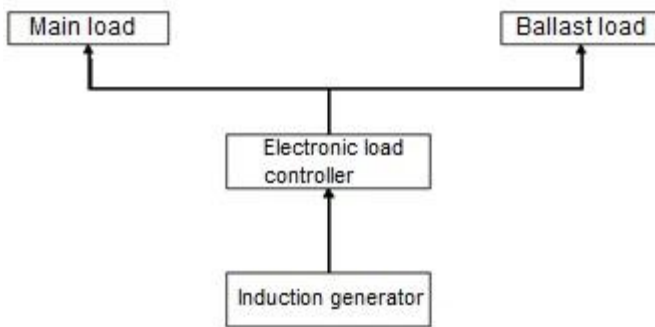 Main load
Ballast load
Electronic load
controller
Induction generator